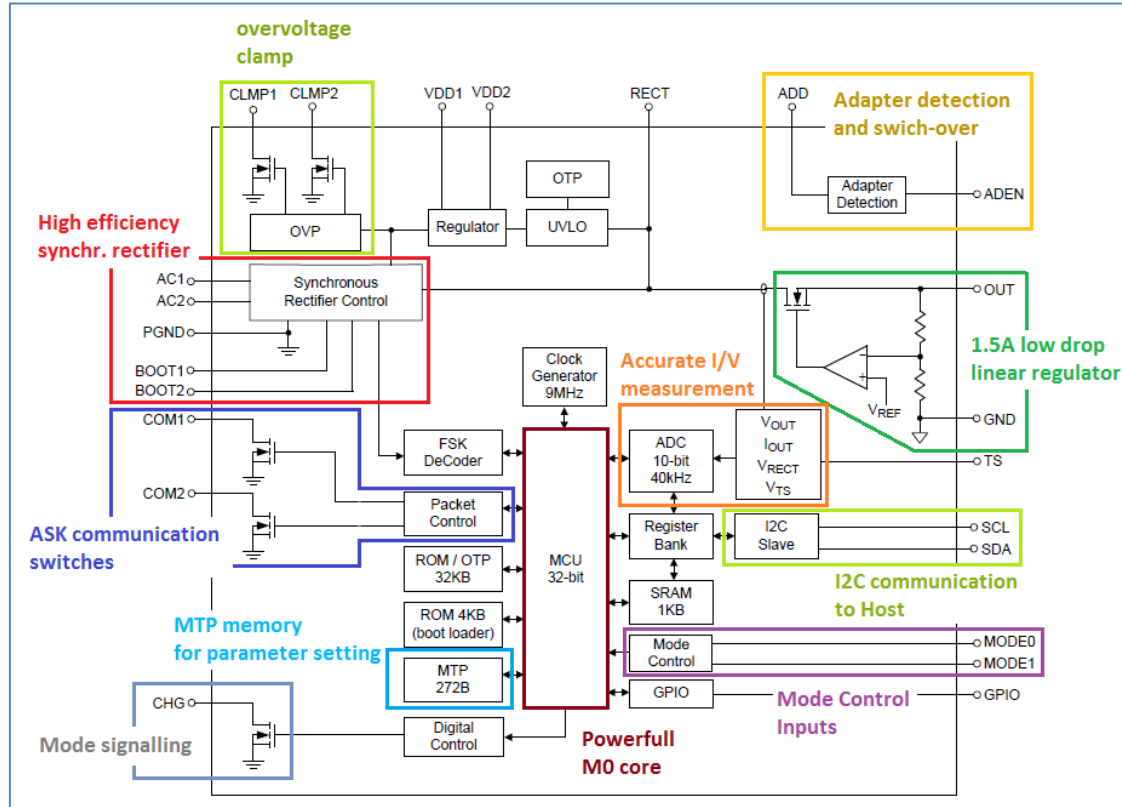 overvoltage
clamp
CLMP1
CLMP2
VDD1
VDD2
RECT
ADD
Adapter detection
and swich-over
OTP
Adapter
Detection
ADEN
High efficiency
synchr. rectifier
OVP
Regulator
UVLO
AC1
AC2
PGND
BOOT1
BOOT2
Synchronous
Rectifier Control
OUT
1.5A low drop
linear regulator
VREF
GND
Clock
Generator
9MHz
Accurate I/V
measurement
COM1
COM2
FSK
DeCoder
ADC
10-bit
40kHz
VOUT
IOUT
VRECT
VTS
TS
Packet
Control
ASK communication
switches
Register
Bank
I2C
Slave
SCL
SDA
ROM / OTP
32KB
MCU
32-bit
I2C communication
to Host
SRAM
1KB
ROM 4KB
(boot loader)
MTP memory
for parameter setting
Mode
Control
MODE0
MODE1
MTP
272B
GPIO
GPIO
Mode Control
Inputs
CHG
Mode signalling
Digital
Control
Powerfull
M0 core